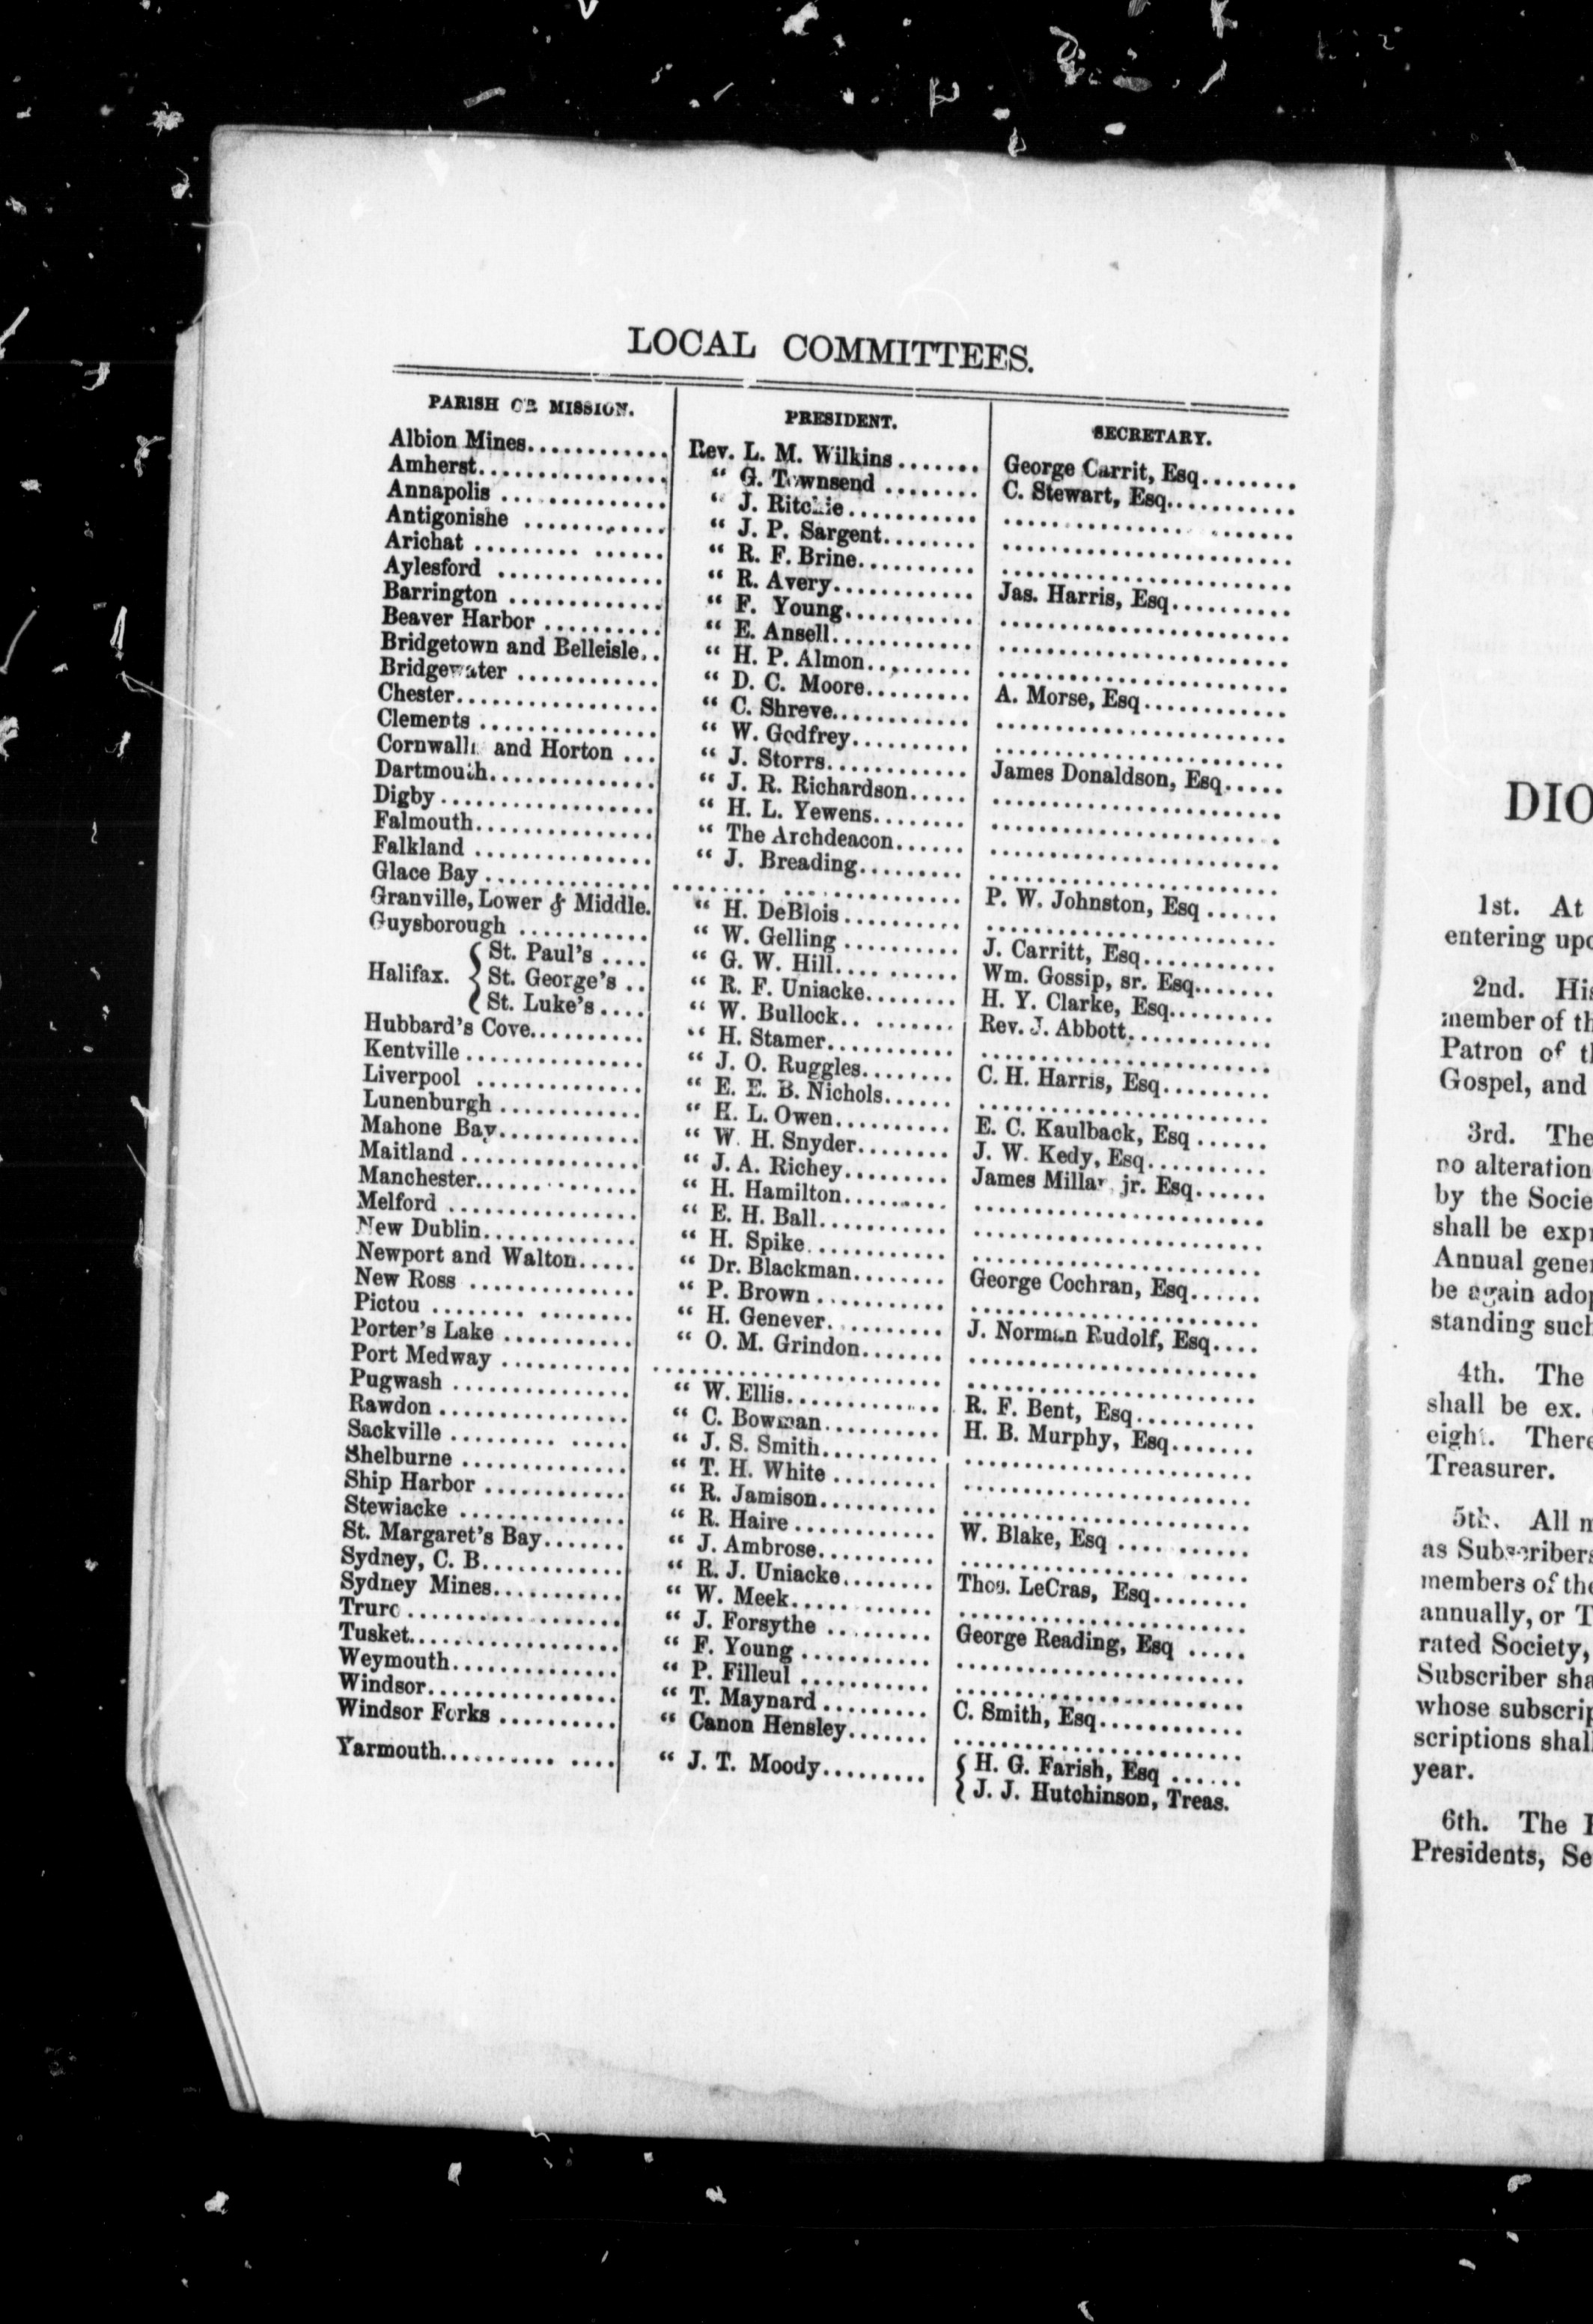 LOCAL COMMITTEES.
PARISH OR MISSION. PRESIDENT. SECRETARY.
Albion Mines............ Rev. L. M. Wilkins....... George Carrit, Esq........
Amherst................ " G. Townsend ........ C. Stewart, Esq...........
Annapolis .............. " J. Ritchie........... ......................
Antigonishe ............ " J. P. Sargent........ ......................
Arichat ............... " R. F. Brine.......... ......................
Aylesford .............. " R. Avery............ Jas. Harris, Esq..........
Barrington ............. " F. Young........... ......................
Beaver Harbor .......... " E. Ansell............ ......................
Bridgetown and Belleisle.. " H. P. Almon......... ......................
Bridgewater ............ " D. C. Moore......... A. Morse, Esq............
Chester................. " C. Shreve............ ......................
Clements ............... " W. Godfrey.......... ......................
Cornwallis and Horton ... " J. Storrs............ James Donaldson, Esq.....
Dartmouth.............. " J. R. Richardson..... ......................
Digby.................. " H. L. Yewens........ ......................
Falmouth............... " The Archdeacon...... ......................
Falkland ............... " J. Breading......... ......................
Glace Bay .............. ...................... P. W. Johnston, Esq ......
Granville, Lower & Middle. " H. DeBlois.......... ......................
Guysborough ........... " W. Gelling .......... J. Carritt, Esq...........
Halifax. { St. Paul's .... " G. W. Hill.......... Wm. Gossip, sr. Esq.......
St. George's .. " R. F. Uniacke........ H. Y. Clarke, Esq.........
St. Luke's .... " W. Bullock.. ....... Rev. J. Abbott............
Hubbard's Cove.......... " H. Stamer........... ......................
Kentville .............. " J. O. Ruggles........ C. H. Harris, Esq.........
Liverpool .............. " E. E. B. Nichols...... ......................
Lunenburgh ............ " H. L. Owen.......... E. C. Kaulback, Esq ......
Mahone Bay............ " W. H. Snyder........ J. W. Kedy, Esq..........
Maitland ............... " J. A. Richey......... James Millar jr. Esq......
Manchester............. " H. Hamilton......... ......................
Melford ................ " E. H. Ball........... ......................
New Dublin............. " H. Spike............ ......................
Newport and Walton..... " Dr. Blackman........ George Cochran, Esq......
New Ross .............. " P. Brown ........... ......................
Pictou ........ ........ " H. Genever.......... J. Norman Rudolf, Esq....
Porter's Lake ........... " O. M. Grindon....... ......................
Port Medway ........... ...................... ......................
Pugwash ............... " W. Ellis............. R. F. Bent, Esq..........
Rawdon ................ " C. Bowman.......... H. B. Murphy, Esq.......
Sackville ......... ..... " J. S. Smith.......... ......................
Shelburne .............. " T. H. White ......... ......................
Ship Harbor ............ " R. Jamison.......... ......................
Stewiacke .............. " R. Haire............ W. Blake, Esq ...........
St. Margaret's Bay....... " J. Ambrose.......... ......................
Sydney, C. B............ " R. J. Uniacke........ Thos. LeCras, Esq........
Sydney Mines........... " W. Meek..... ...... ......................
Truro.................. " J. Forsythe ......... George Reading, Esq .....
Tusket................. " F. Young ........... ......................
Weymouth.............. " P. Filleul ........... ......................
Windsor................ " T. Maynard ......... C. Smith, Esq............
Windsor Forks .......... " Canon Hensley....... ......................
Yarmouth.......... .... " J. T. Moody......... { H. G. Farish, Esq ......
J. J. Hutchinson, Treas.
DIO
1st. At
entering upo
2nd. His
member of th
Patron of th
Gospel, and
3rd. The
no alteration
by the Socie
shall be expr
Annual gener
be again adop
standing such
4th. The
shall be ex.
eight. There
Treasurer.
5th. All m
as Subscribers
members of the
annually, or T
rated Society,
Subscriber sha
whose subscrip
scriptions shall
year.
6th. The
Presidents, Se